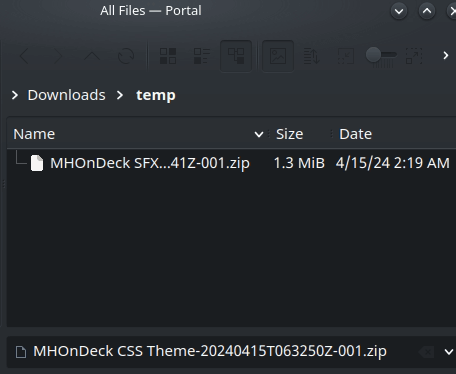 All Files — Portal
Downloads temp
Name Size Date
MHOnDeck SFX...41Z-001.zip 1.3 MiB 4/15/24 2:19 AM
MHOnDeck CSS Theme-20240415T063250Z-001.zip